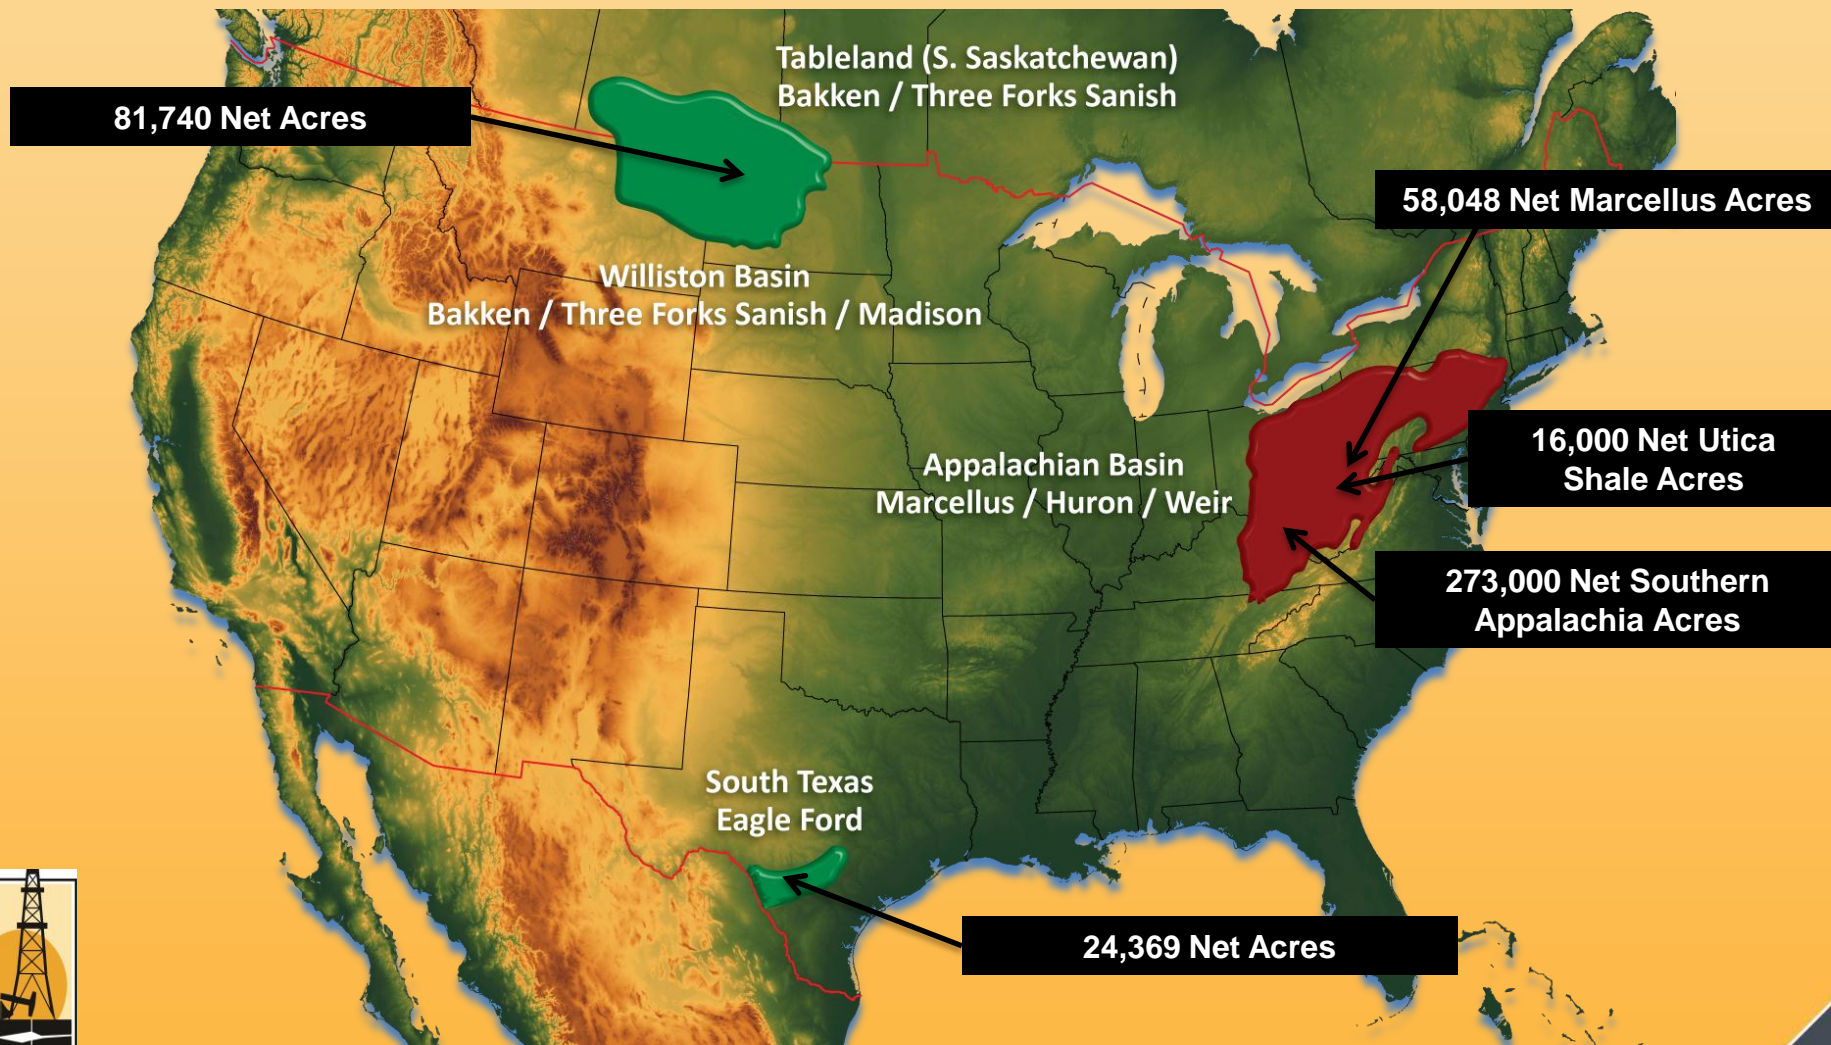 Tableland (S. Saskatchewan)
Bakken / Three Forks Sanish
81,740 Net Acres
58,048 Net Marcellus Acres
Williston Basin
Bakken / Three Forks Sanish / Madison
16,000 Net Utica
Shale Acres
Appalachian Basin
Marcellus / Huron / Weir
273,000 Net Southern
Appalachia Acres
South Texas
Eagle Ford
24,369 Net Acres